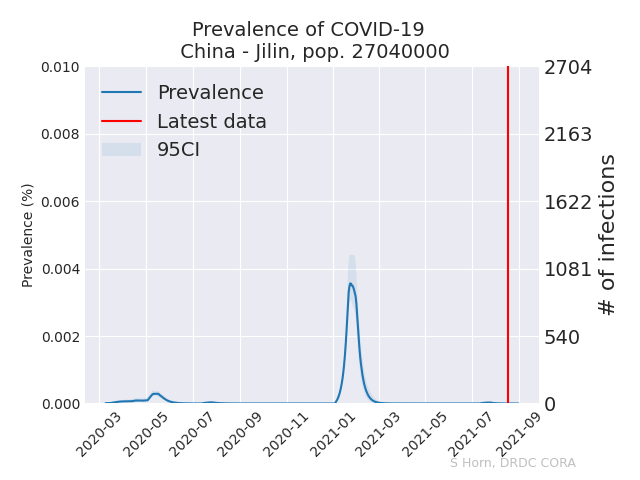 Prevalence of COVID-19
China - Jilin, pop. 27040000
Prevalence
Latest data
95CI
Prevalence (%)
0.010
0.008
0.006
0.004
0.002
0.000
2704
2163
1622
1081
540
0
# of infections
2020-03
2020-05
2020-07
2020-09
2020-11
2021-01
2021-03
2021-05
2021-07
2021-09
S Horn, DRDC CORA